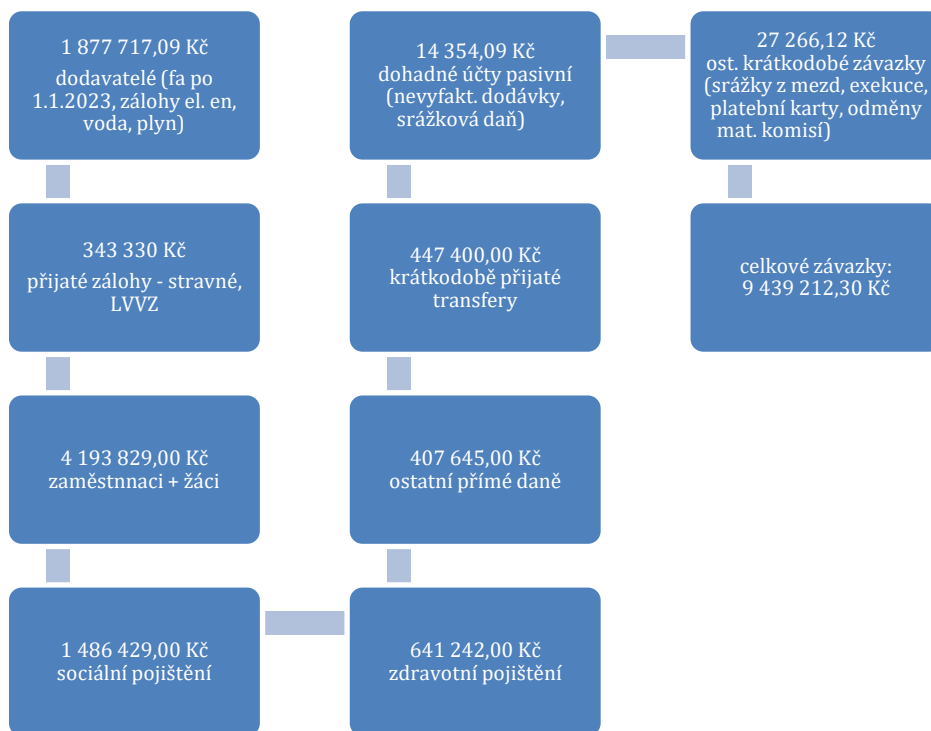 1 877 717,09 Kč
dodavatelé (fa po
1.1.2023, zálohy el. en,
voda, plyn)
343 330 Kč
přijaté zálohy - stravné,
LVVZ
4 193 829,00 Kč
zaměstnnaci + žáci
1 486 429,00 Kč
sociální pojištění
641 242,00 Kč
zdravotní pojištění
407 645,00 Kč
ostatní přímé daně
447 400,00 Kč
krátkodobě přijaté
transfery
14 354,09 Kč
dohadné účty pasivní
(nevyfakt. dodávky,
srážková daň)
27 266,12 Kč
ost. krátkodobé závazky
(srážky z mezd, exekuce,
platební karty, odměny
mat. komisí)
celkové závazky:
9 439 212,30 Kč